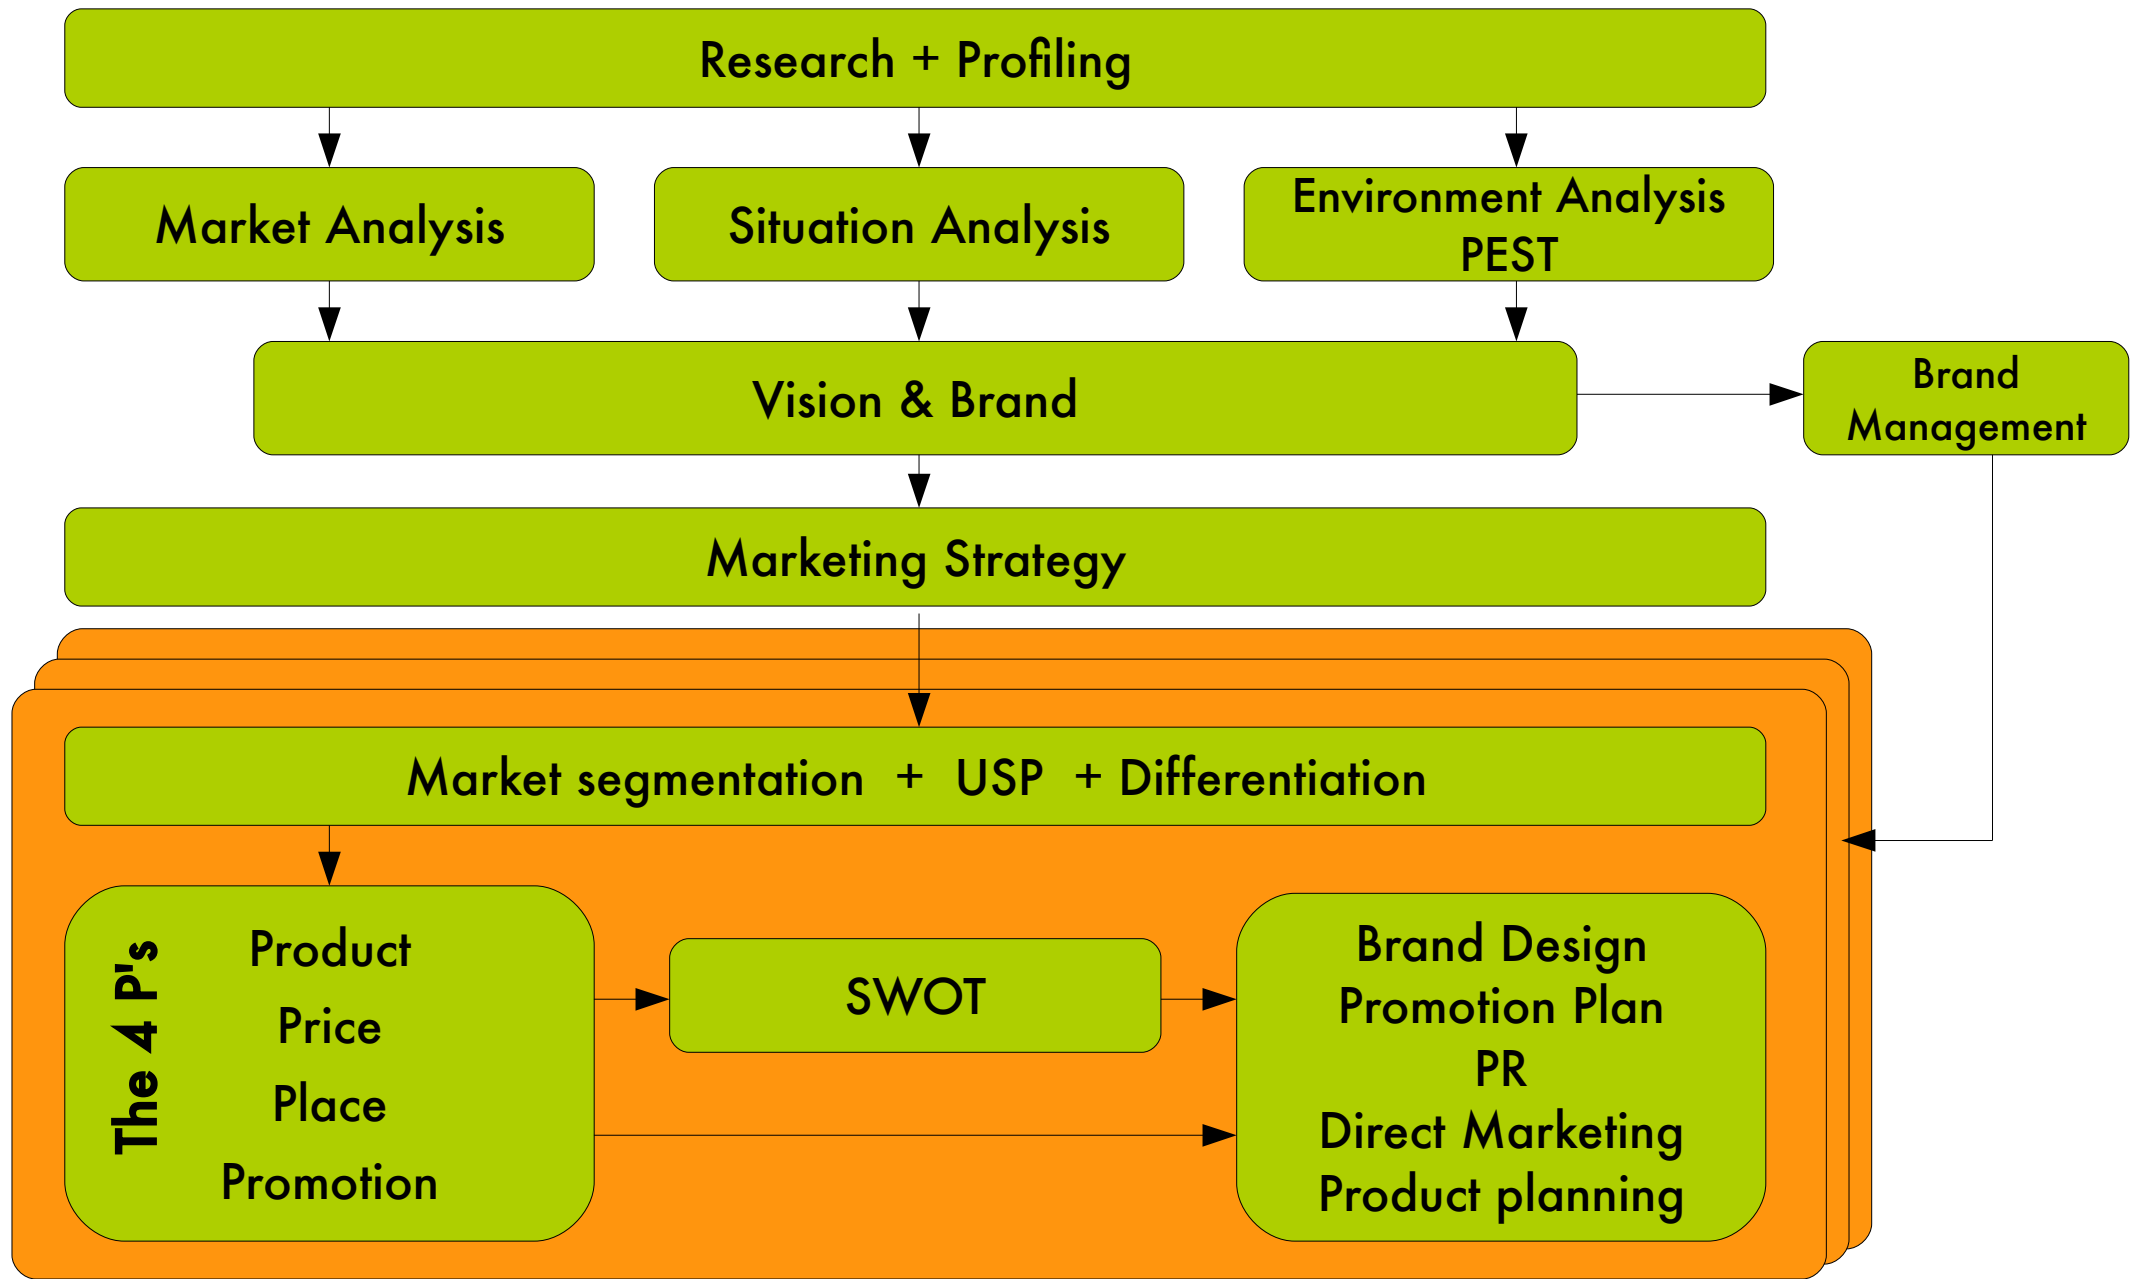 Research + Profiling
Market Analysis
Situation Analysis
Environment Analysis
PEST
Vision & Brand
Brand
Management
Marketing Strategy
Market segmentation + USP + Differentiation
The 4 P's
Product
Price
Place
Promotion
SWOT
Brand Design
Promotion Plan
PR
Direct Marketing
Product planning